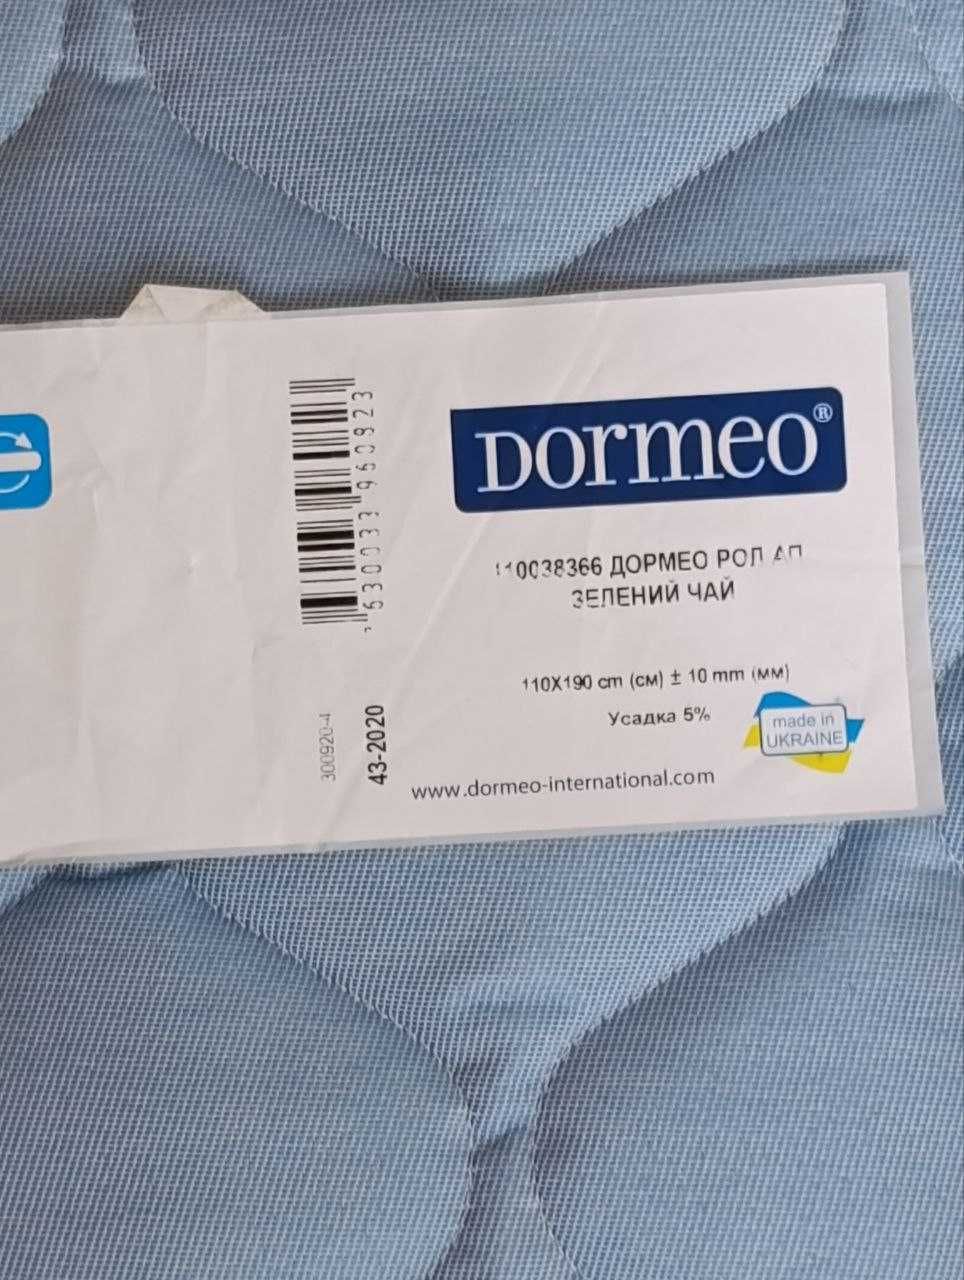 DORMEO®
110038366 ДОРМЕО РОЛ АП
ЗЕЛЕНИЙ ЧАЙ
110X190 cm (см) ± 10 mm (мм)
Усадка 5%
made in
UKRAINE
www.dormeo-international.com
300920-4
43-2020